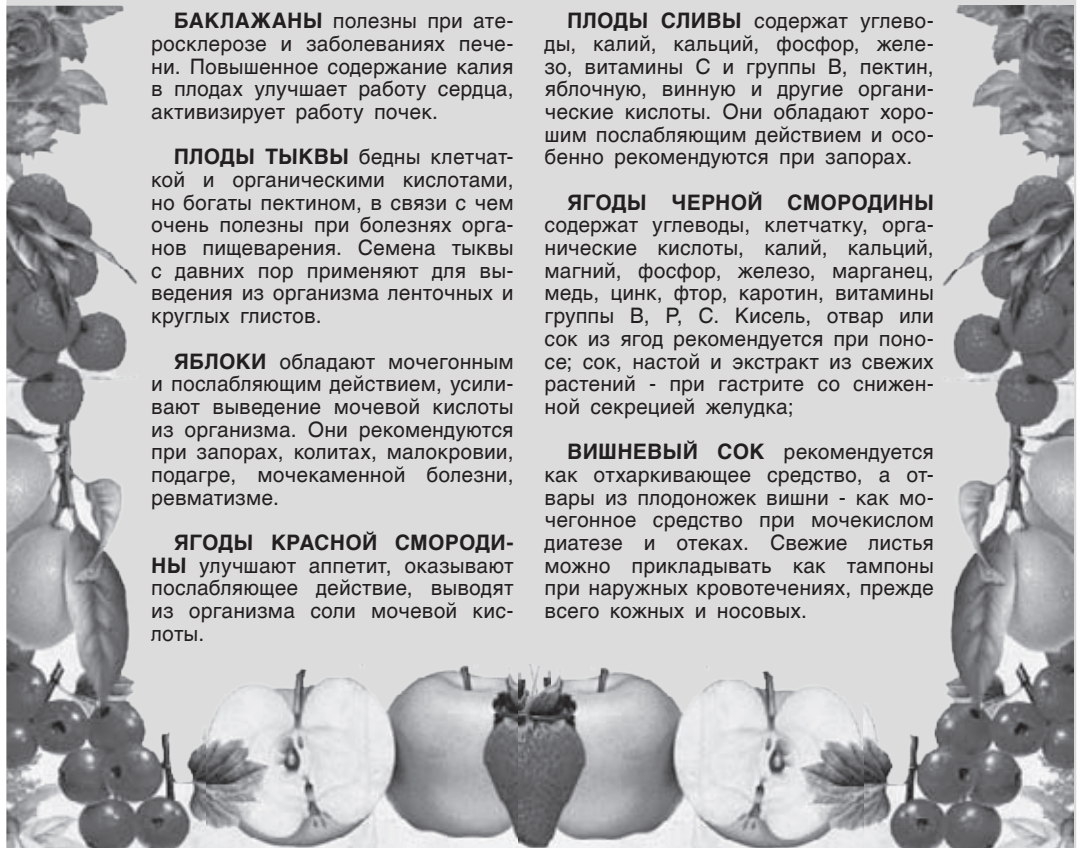 БАКЛАЖАНЫ полезны при ате-
росклерозе и заболеваниях пече-
ни. Повышенное содержание калия
в плодах улучшает работу сердца,
активизирует работу почек.
ПЛОДЫ ТЫКВЫ бедны клетчат-
кой и органическими кислотами,
но богаты пектином, в связи с чем
очень полезны при болезнях орга-
нов пищеварения. Семена тыквы
с давних пор применяют для вы-
ведения из организма ленточных и
круглых глистов.
ЯБЛОКИ обладают мочегонным
и послабляющим действием, усили-
вают выведение мочевой кислоты
из организма. Они рекомендуются
при запорах, колитах, малокровии,
подагре, мочекаменной болезни,
ревматизме.
ЯГОДЫ КРАСНОЙ СМОРОДИ-
НЫ улучшают аппетит, оказывают
послабляющее действие, выводят
из организма соли мочевой кис-
лоты.
ПЛОДЫ СЛИВЫ содержат углево-
ды, калий, кальций, фосфор, желе-
зо, витамины С и группы В, пектин,
яблочную, винную и другие органи-
ческие кислоты. Они обладают хоро-
шим послабляющим действием и осо-
бенно рекомендуются при запорах.
ЯГОДЫ ЧЕРНОЙ СМОРОДИНЫ
содержат углеводы, клетчатку, орга-
нические кислоты, калий, кальций,
магний, фосфор, железо, марганец,
медь, цинк, фтор, каротин, витамины
группы В, Р, С. Кисель, отвар или
сок из ягод рекомендуется при поно-
се; сок, настой и экстракт из свежих
растений - при гастрите со снижен-
ной секрецией желудка;
ВИШНЕВЫЙ СОК рекомендуется
как отхаркивающее средство, а от-
вары из плодоножек вишни - как мо-
чегонное средство при мочекислом
диатезе и отеках. Свежие листья
можно прикладывать как тампоны
при наружных кровотечениях, прежде
всего кожных и носовых.